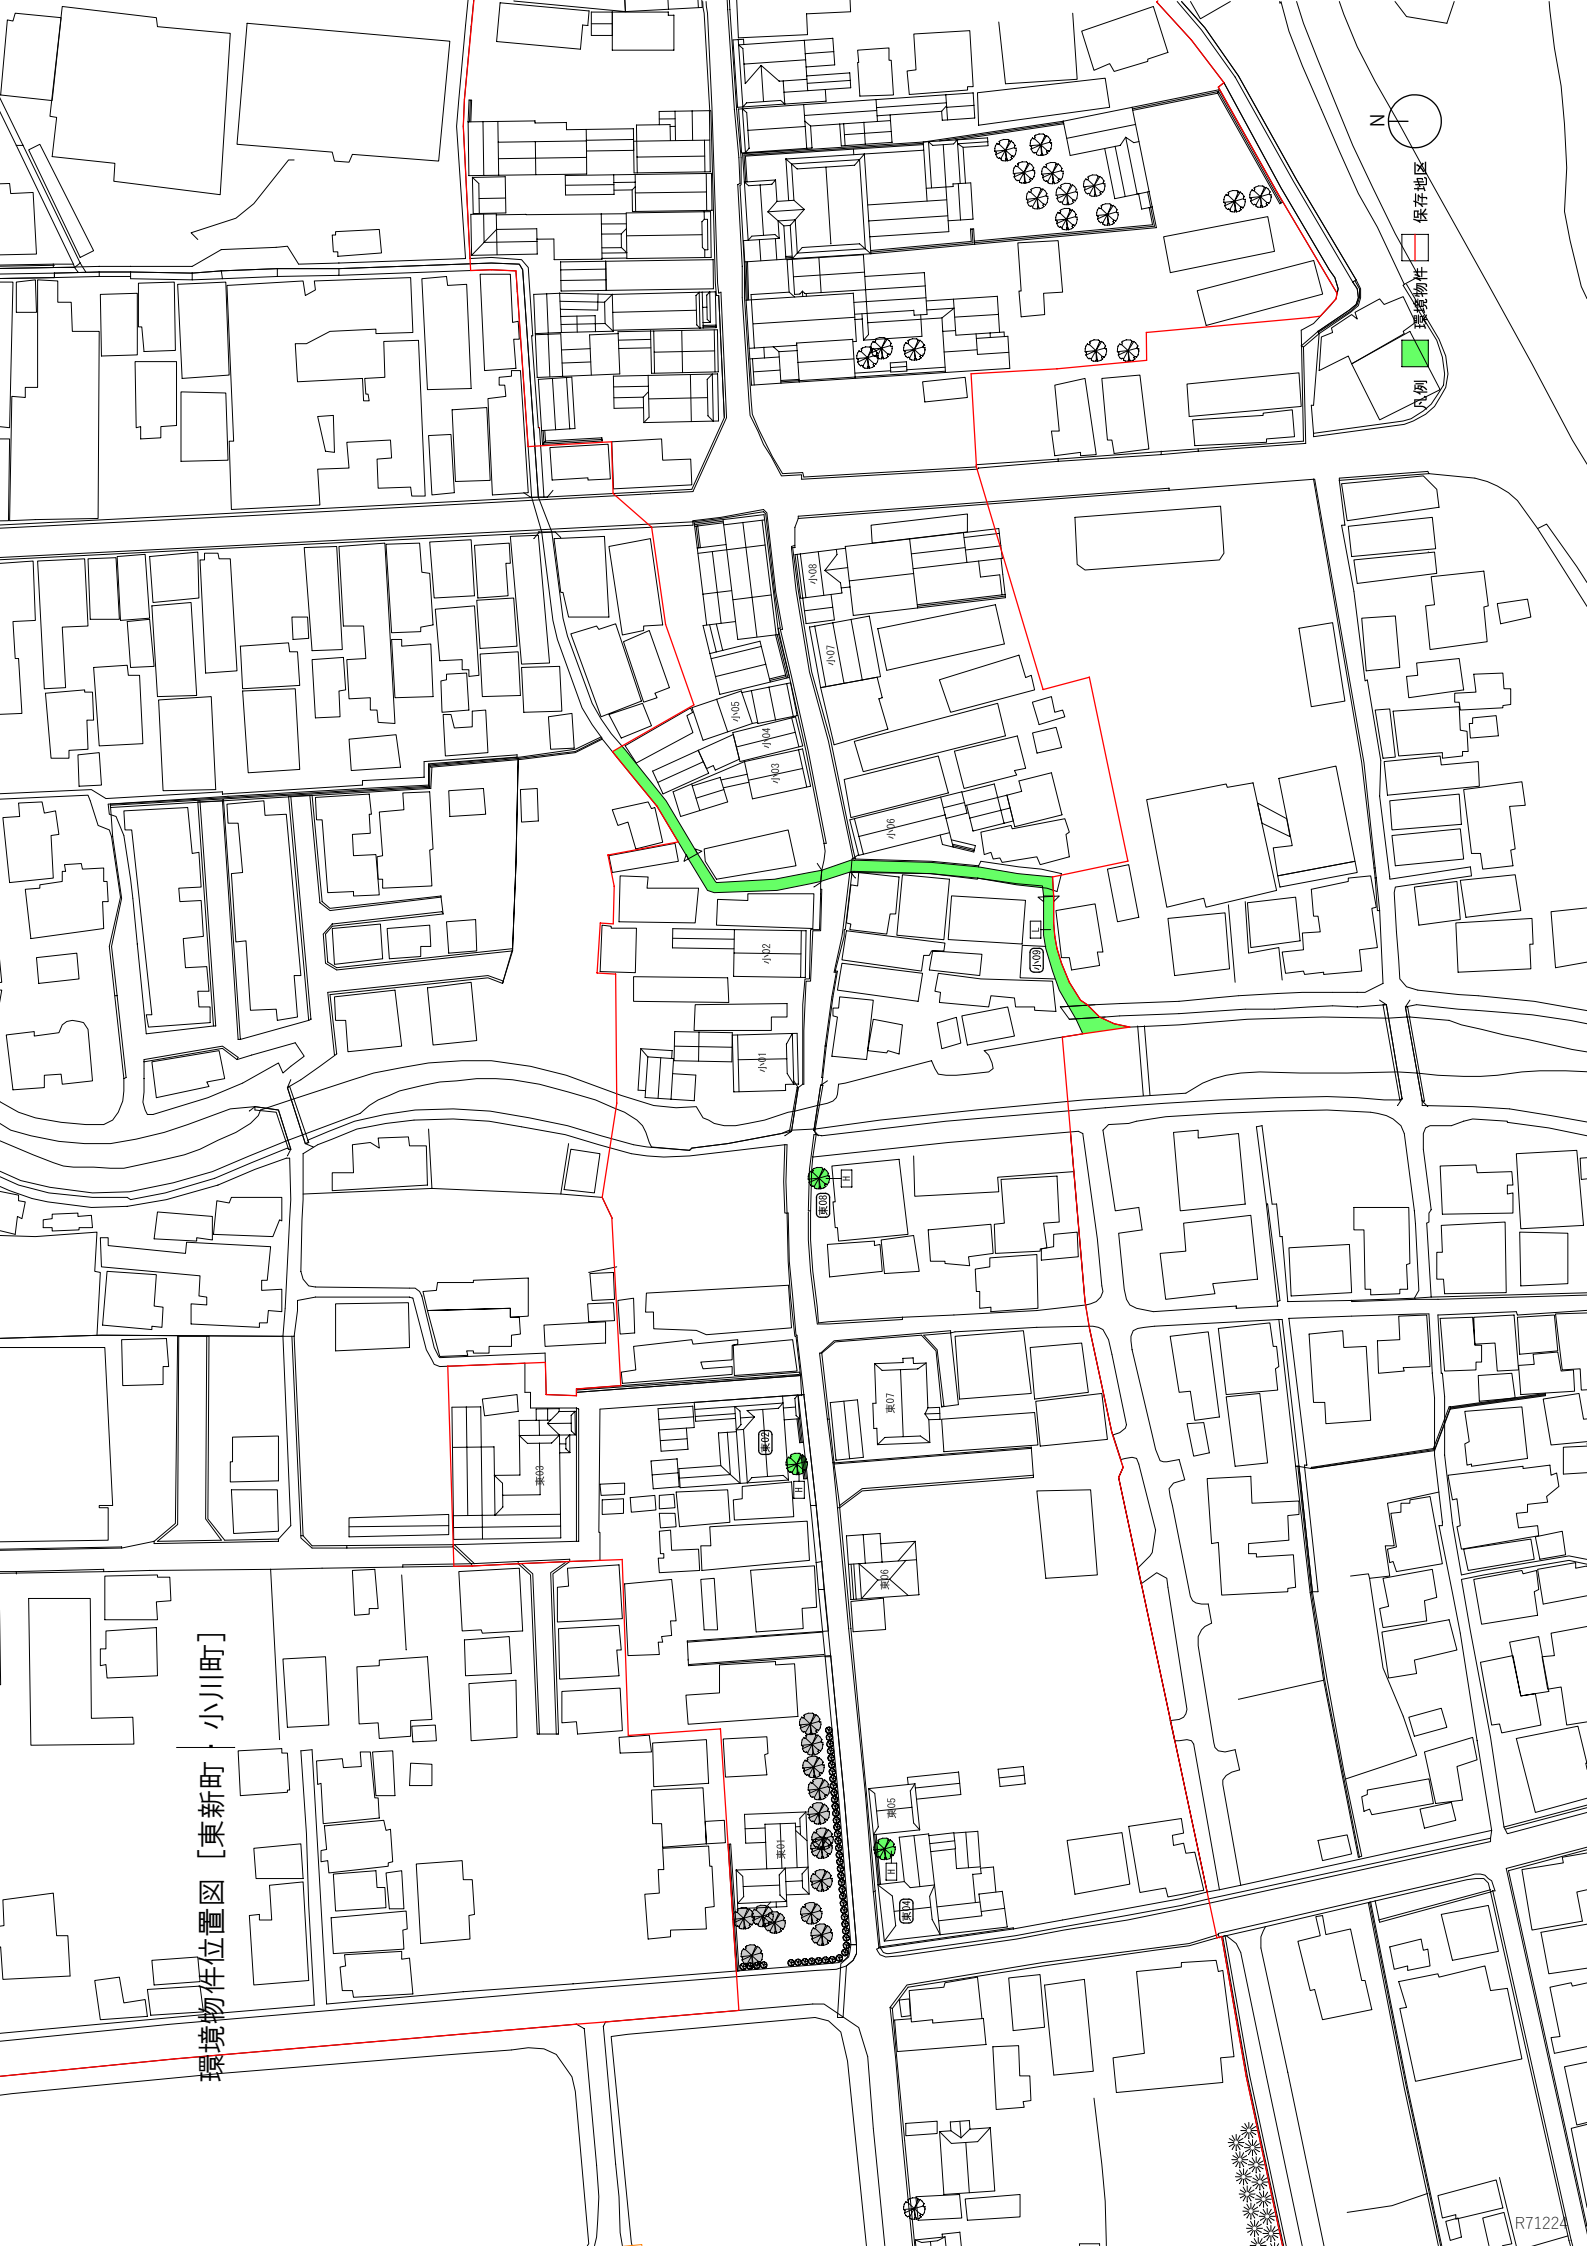 環境物件位置図 [東新町・小川町]
N
凡例 環境物件 保存地区
小08
小07
小05
小04
小03
小06
小02
小09
L
小01
東08
H
東07
東02
H
東03
東06
東05
東01
H
東04
R71224